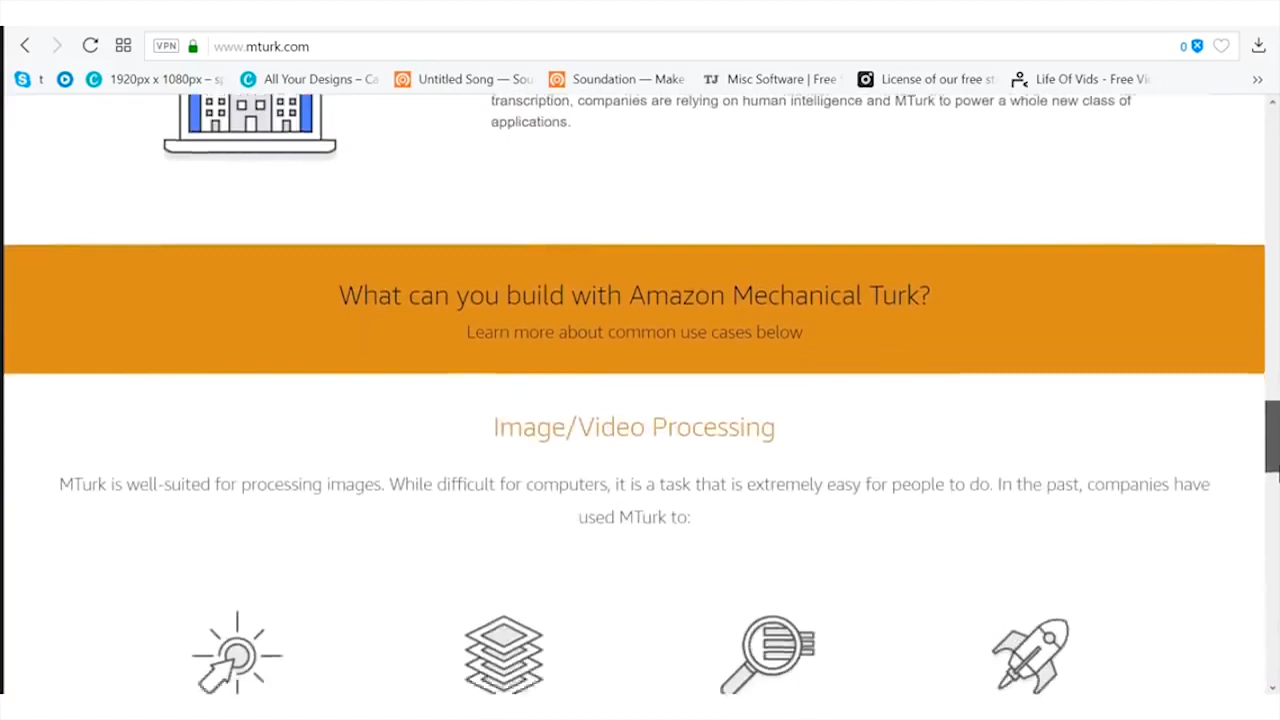 VPN www.mturk.com 0
t 1920px x 1080px – s All Your Designs – Ca Untitled Song — Sou Soundation — Make TJ Misc Software | Free License of our free st Life Of Vids - Free Vi »
transcription, companies are relying on human intelligence and MTurk to power a whole new class of
applications.
What can you build with Amazon Mechanical Turk?
Learn more about common use cases below
Image/Video Processing
MTurk is well-suited for processing images. While difficult for computers, it is a task that is extremely easy for people to do. In the past, companies have
used MTurk to: